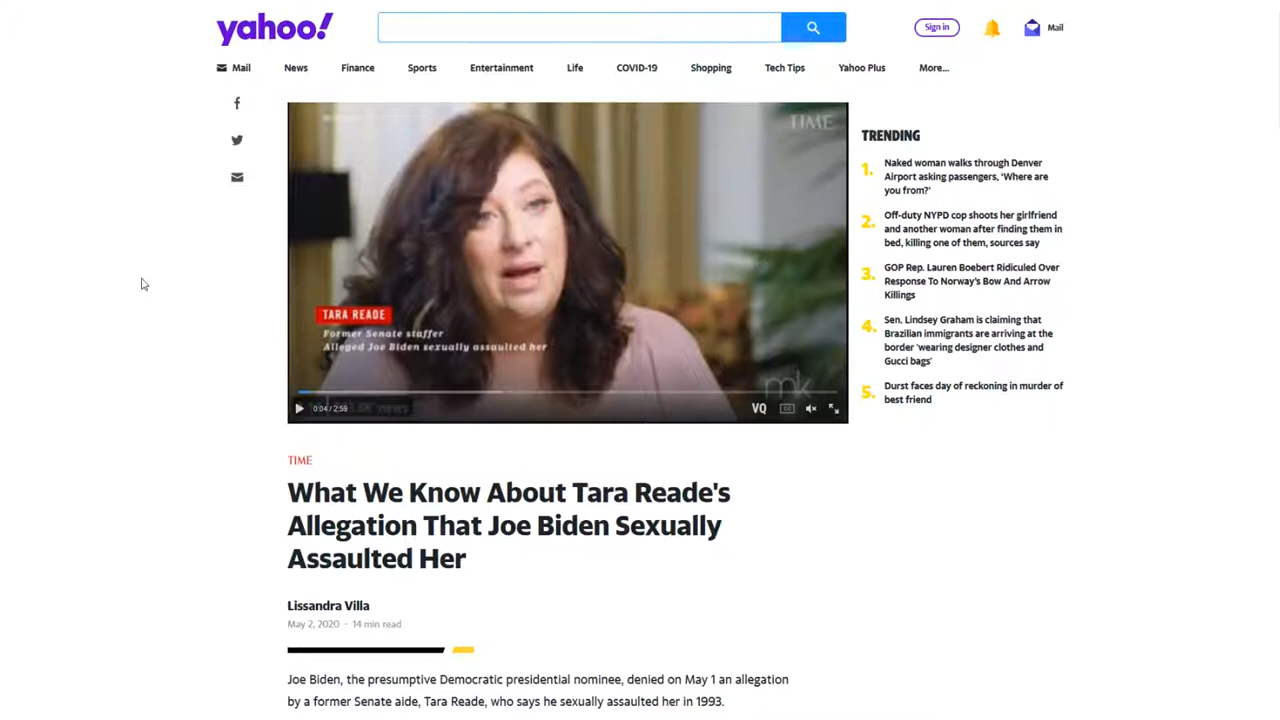 yahoo!
Sign in
Mail
Mail News Finance Sports Entertainment Life COVID-19 Shopping Tech Tips Yahoo Plus More...
TIME
TARA READE
Former Senate staffer
Alleged Joe Biden sexually assaulted her
mk
0:04 / 2:59
VIEWS
VQ
CC
TRENDING
1. Naked woman walks through Denver
Airport asking passengers, ‘Where are
you from?’
2. Off-duty NYPD cop shoots her girlfriend
and another woman after finding them in
bed, killing one of them, sources say
3. GOP Rep. Lauren Boebert Ridiculed Over
Response To Norway's Bow And Arrow
Killings
4. Sen. Lindsey Graham is claiming that
Brazilian immigrants are arriving at the
border ‘wearing designer clothes and
Gucci bags’
5. Durst faces day of reckoning in murder of
best friend
TIME
What We Know About Tara Reade's
Allegation That Joe Biden Sexually
Assaulted Her
Lissandra Villa
May 2, 2020 · 14 min read
Joe Biden, the presumptive Democratic presidential nominee, denied on May 1 an allegation
by a former Senate aide, Tara Reade, who says he sexually assaulted her in 1993.